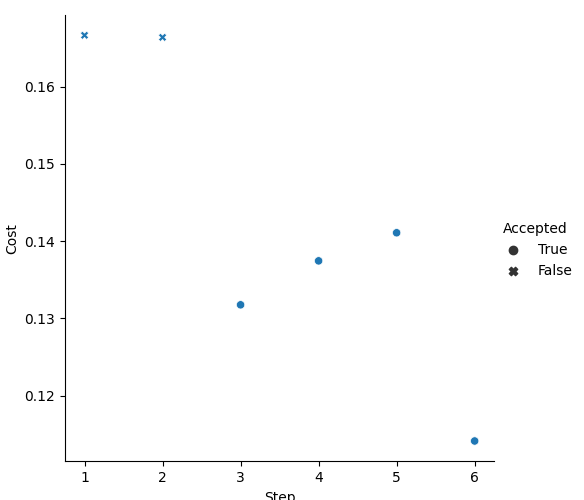 0.16
0.15
0.14
0.13
0.12
Cost
1 2 3 4 5 6
Step
Accepted
True
False